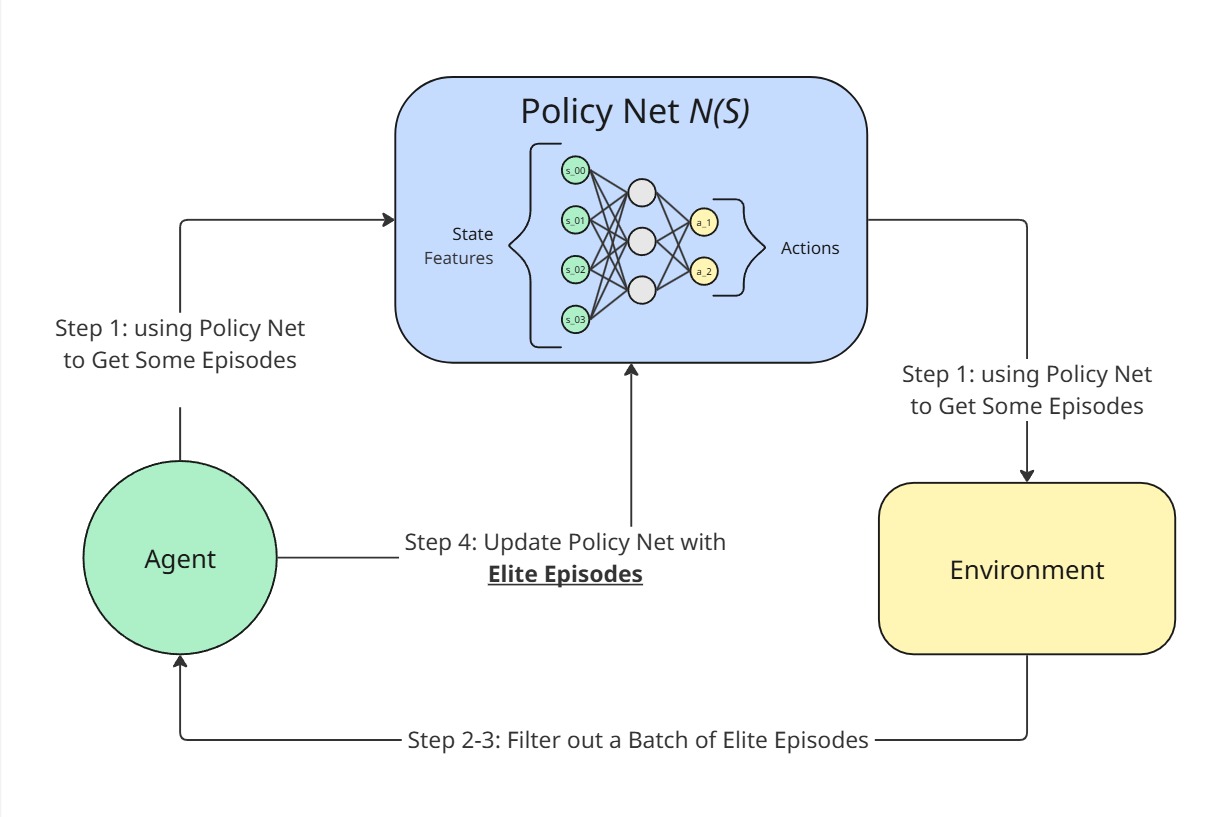 Policy Net N(S)
s_00
s_01
s_02
s_03
a_1
a_2
State
Features
Actions
Step 1: using Policy Net
to Get Some Episodes
Step 1: using Policy Net
to Get Some Episodes
Agent
Step 4: Update Policy Net with
Elite Episodes
Environment
Step 2-3: Filter out a Batch of Elite Episodes